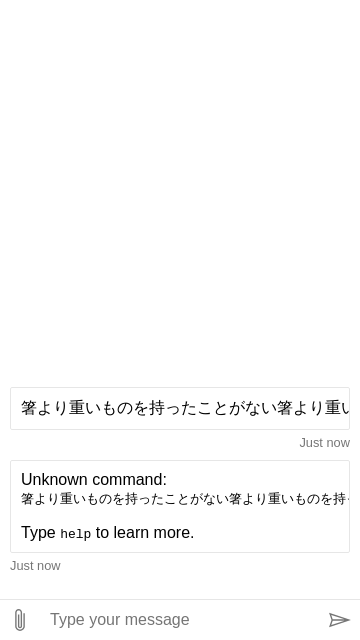 箸より重いものを持ったことがない箸より重い
Just now
Unknown command:
箸より重いものを持ったことがない箸より重いものを持
Type help to learn more.
Just now
Type your message